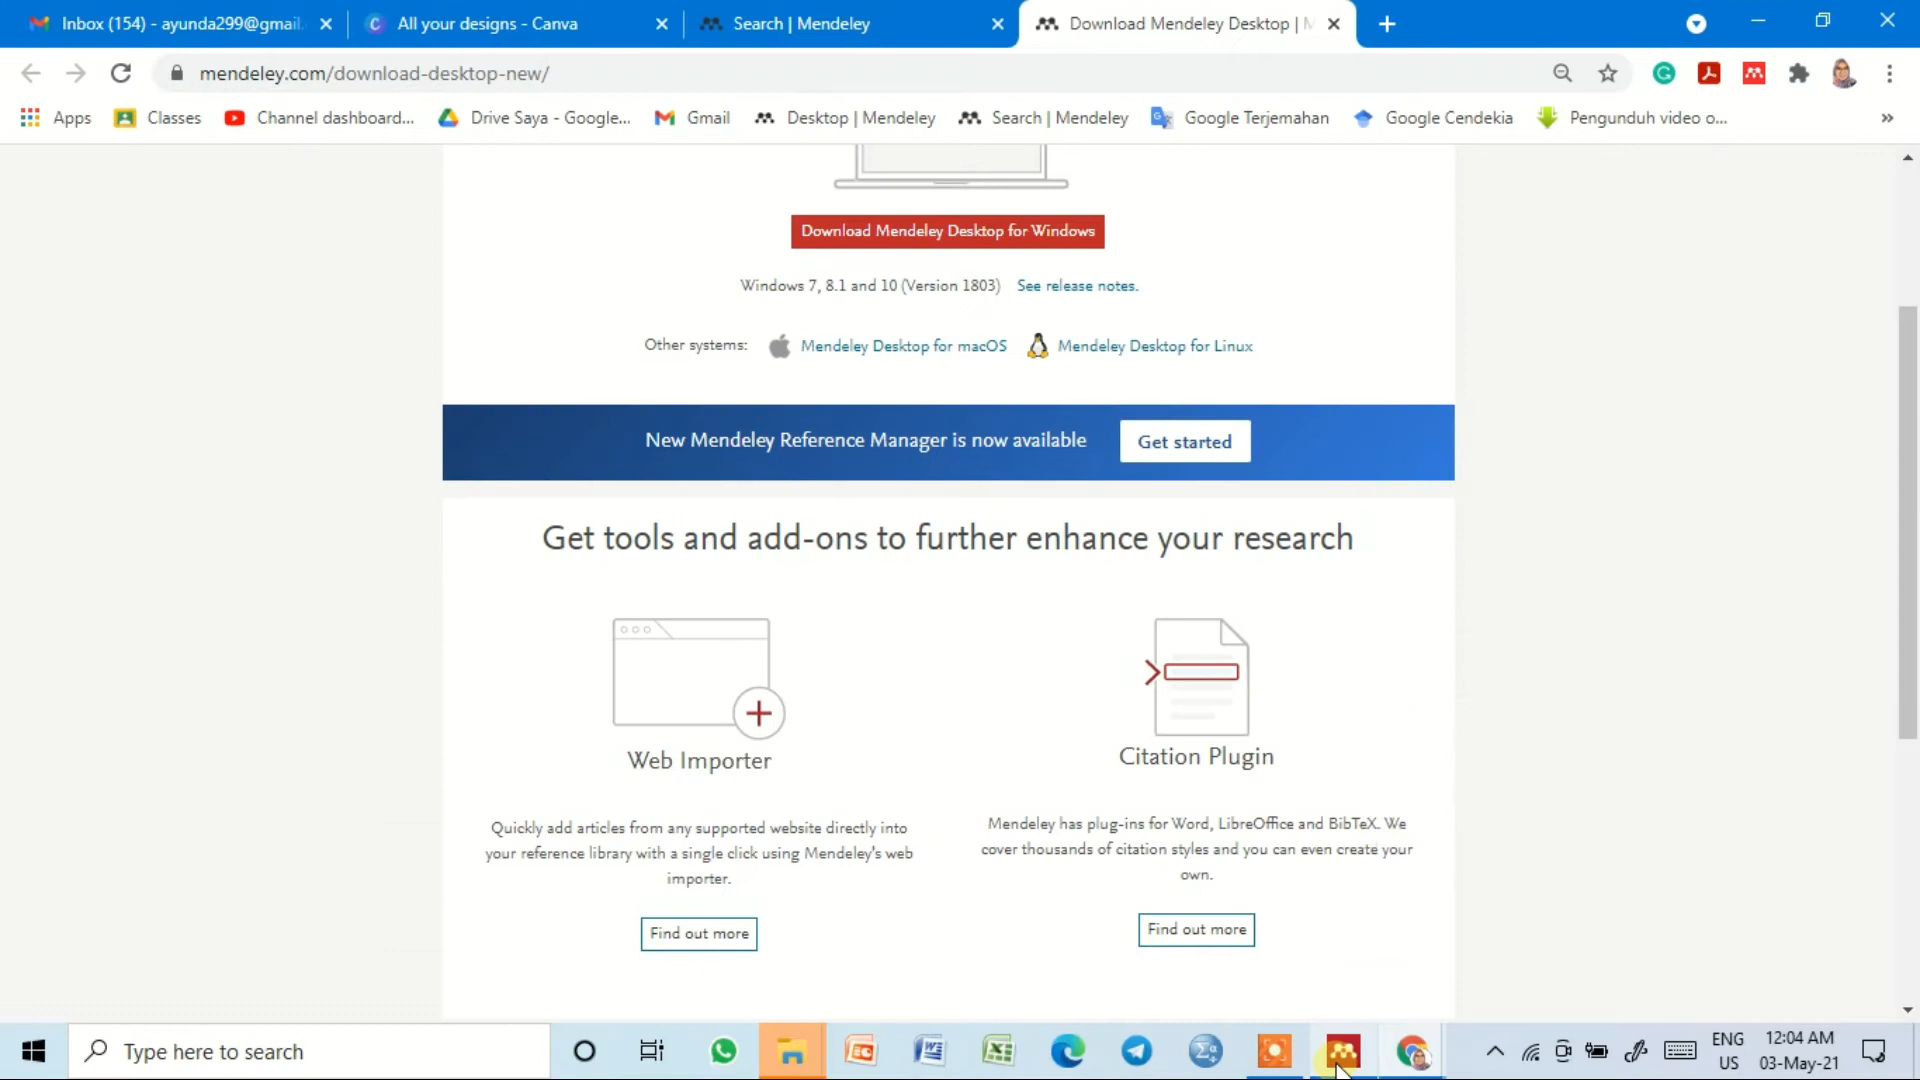 Inbox (154) - ayunda299@gmail.
All your designs - Canva
Search | Mendeley
Download Mendeley Desktop | M
mendeley.com/download-desktop-new/
Apps
Classes
Channel dashboard...
Drive Saya - Google...
Gmail
Desktop | Mendeley
Search | Mendeley
Google Terjemahan
Google Cendekia
Pengunduh video o...
»
Download Mendeley Desktop for Windows
Windows 7, 8.1 and 10 (Version 1803) See release notes.
Other systems: Mendeley Desktop for macOS Mendeley Desktop for Linux
New Mendeley Reference Manager is now available
Get started
Get tools and add-ons to further enhance your research
Web Importer
Quickly add articles from any supported website directly into
your reference library with a single click using Mendeley's web
importer.
Find out more
Citation Plugin
Mendeley has plug-ins for Word, LibreOffice and BibTeX. We
cover thousands of citation styles and you can even create your
own.
Find out more
Type here to search
ENG
US
12:04 AM
03-May-21